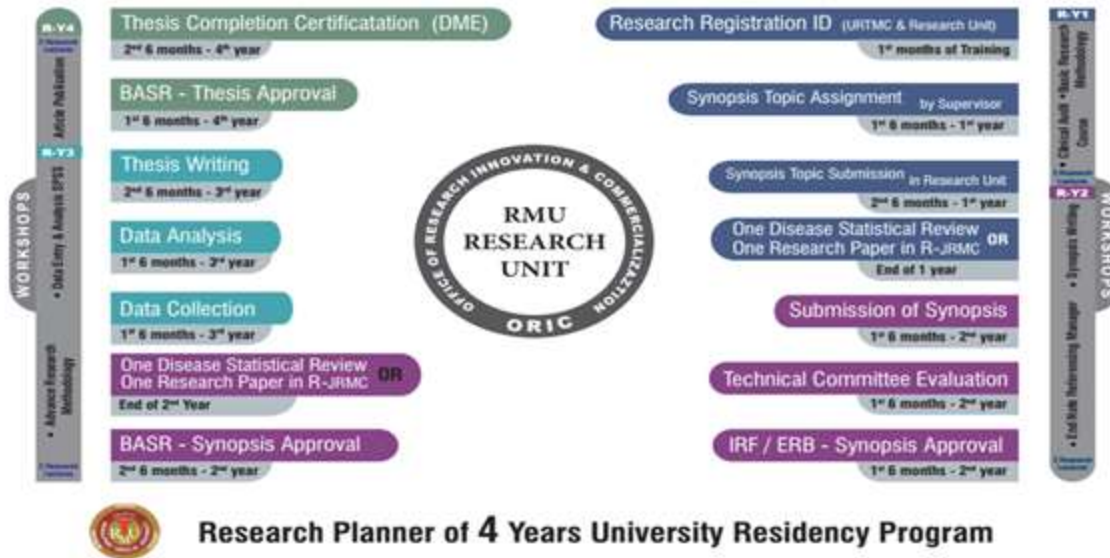 Thesis Completion Certificatation (DME)
2nd 6 months - 4th year
BASR - Thesis Approval
1st 6 months - 4th year
Thesis Writing
2nd 6 months - 3rd year
Data Analysis
1st 6 months - 3rd year
Data Collection
1st 6 months - 3rd year
One Disease Statistical Review
One Research Paper in R-JRMC OR
End of 2nd Year
BASR - Synopsis Approval
2nd 6 months - 2nd year
Research Registration ID (URTMC & Research Unit)
1st months of Training
Synopsis Topic Assignment by Supervisor
1st 6 months - 1st year
Synopsis Topic Submission in Research Unit
2nd 6 months - 1st year
One Disease Statistical Review
One Research Paper in R-JRMC OR
End of 1 year
Submission of Synopsis
1st 6 months - 2nd year
Technical Committee Evaluation
1st 6 months - 2nd year
IRF / ERB - Synopsis Approval
1st 6 months - 2nd year
OFFICE OF RESEARCH INNOVATION & COMMERCIALIZAZTION
RMU
RESEARCH
UNIT
ORIC
WORKSHOPS
R-Y4
Article Publication
R-Y3
• Data Entry & Analysis SPSS
• Advance Research
Methodology
R-Y1
• Basic Research
Methodology
• Clinical Audit
Course
R-Y2
• Synopsis Writing
• End Note Referencing Manager
WORKSHOPS
Research Planner of 4 Years University Residency Program